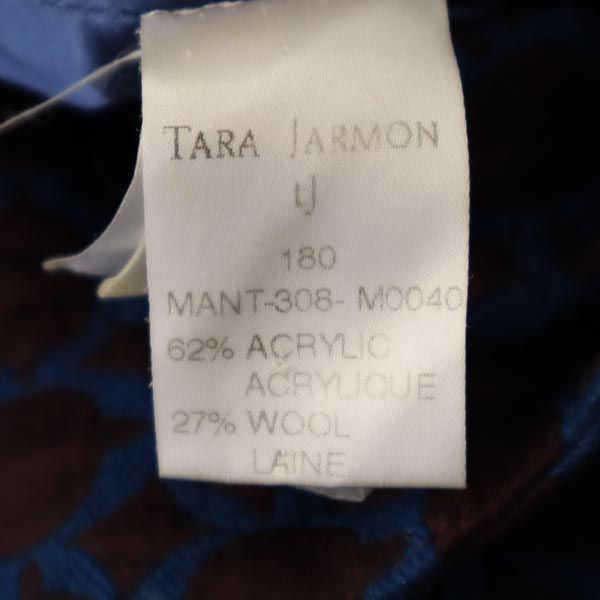 TARA JARMON
tJ
180
MANT-308- M0040
62% ACRYLIC
ACRYLIQUE
27% WOOL
LAINE